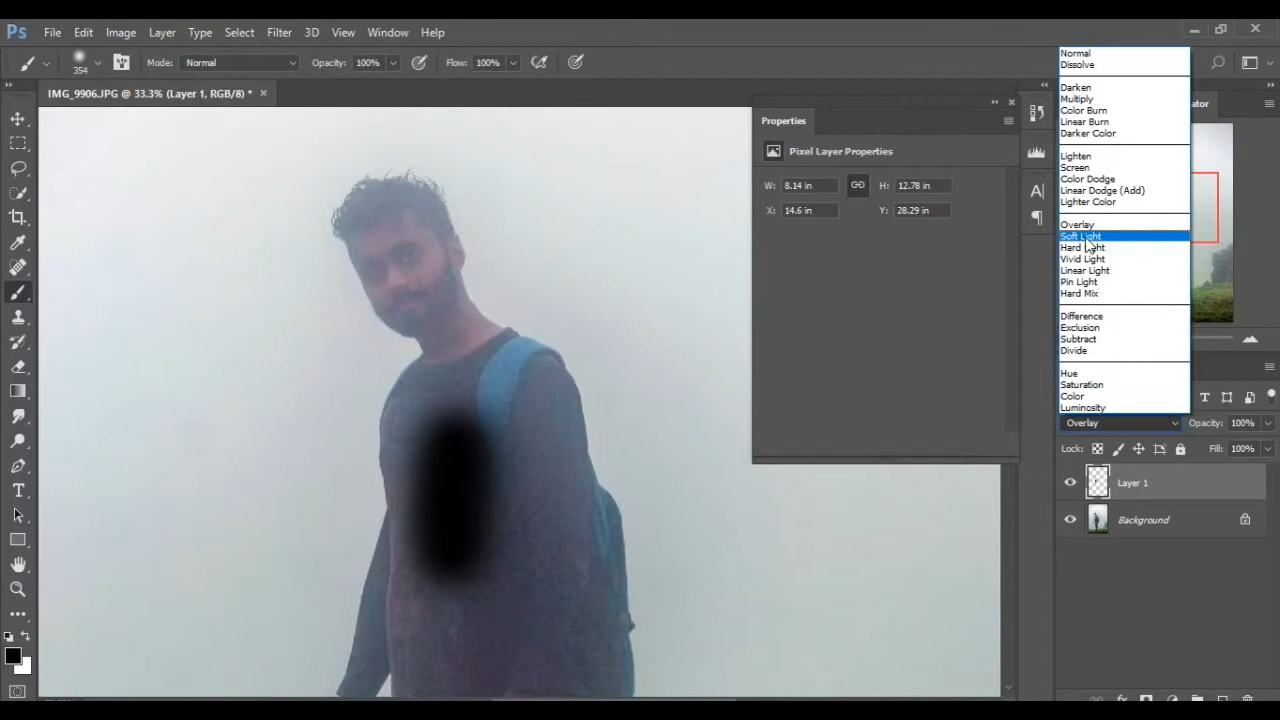 Ps File Edit Image Layer Type Select Filter 3D View Window Help
354 Mode: Normal Opacity: 100% Flow: 100%
IMG_9906.JPG @ 33.3% (Layer 1, RGB/8) *
Properties
Pixel Layer Properties
W: 8.14 in H: 12.78 in
X: 14.6 in Y: 28.29 in
Normal
Dissolve
Darken
Multiply
Color Burn
Linear Burn
Darker Color
Lighten
Screen
Color Dodge
Linear Dodge (Add)
Lighter Color
Overlay
Soft Light
Hard Light
Vivid Light
Linear Light
Pin Light
Hard Mix
Difference
Exclusion
Subtract
Divide
Hue
Saturation
Color
Luminosity
ator
Overlay Opacity: 100%
Lock: Fill: 100%
Layer 1
Background